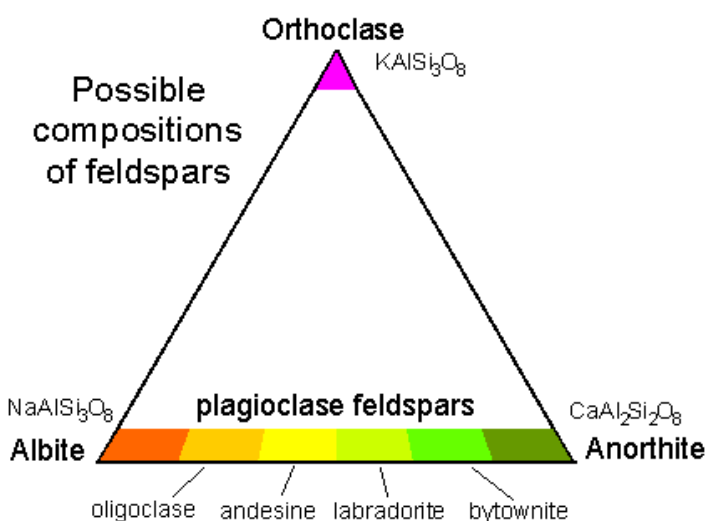 Orthoclase
KAlSi₃O₈
Possible
compositions
of feldspars
NaAlSi₃O₈
plagioclase feldspars
CaAl₂Si₂O₈
Albite
Anorthite
oligoclase
andesine
labradorite
bytownite